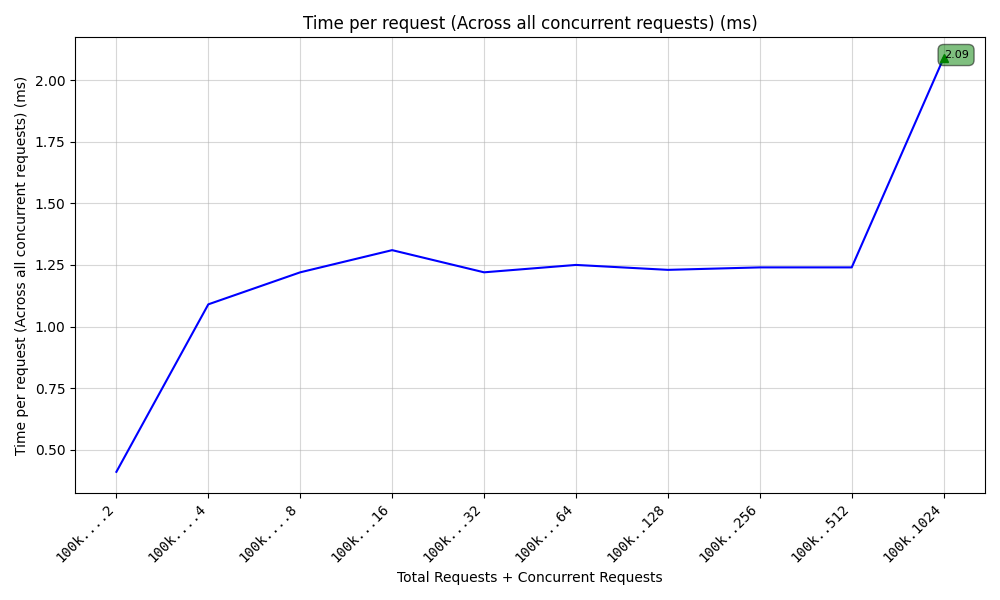 Time per request (Across all concurrent requests) (ms)
2.09
Time per request (Across all concurrent requests) (ms)
2.00
1.75
1.50
1.25
1.00
0.75
0.50
100k....2
100k....4
100k....8
100k...16
100k...32
100k...64
100k..128
100k..256
100k..512
100k.1024
Total Requests + Concurrent Requests